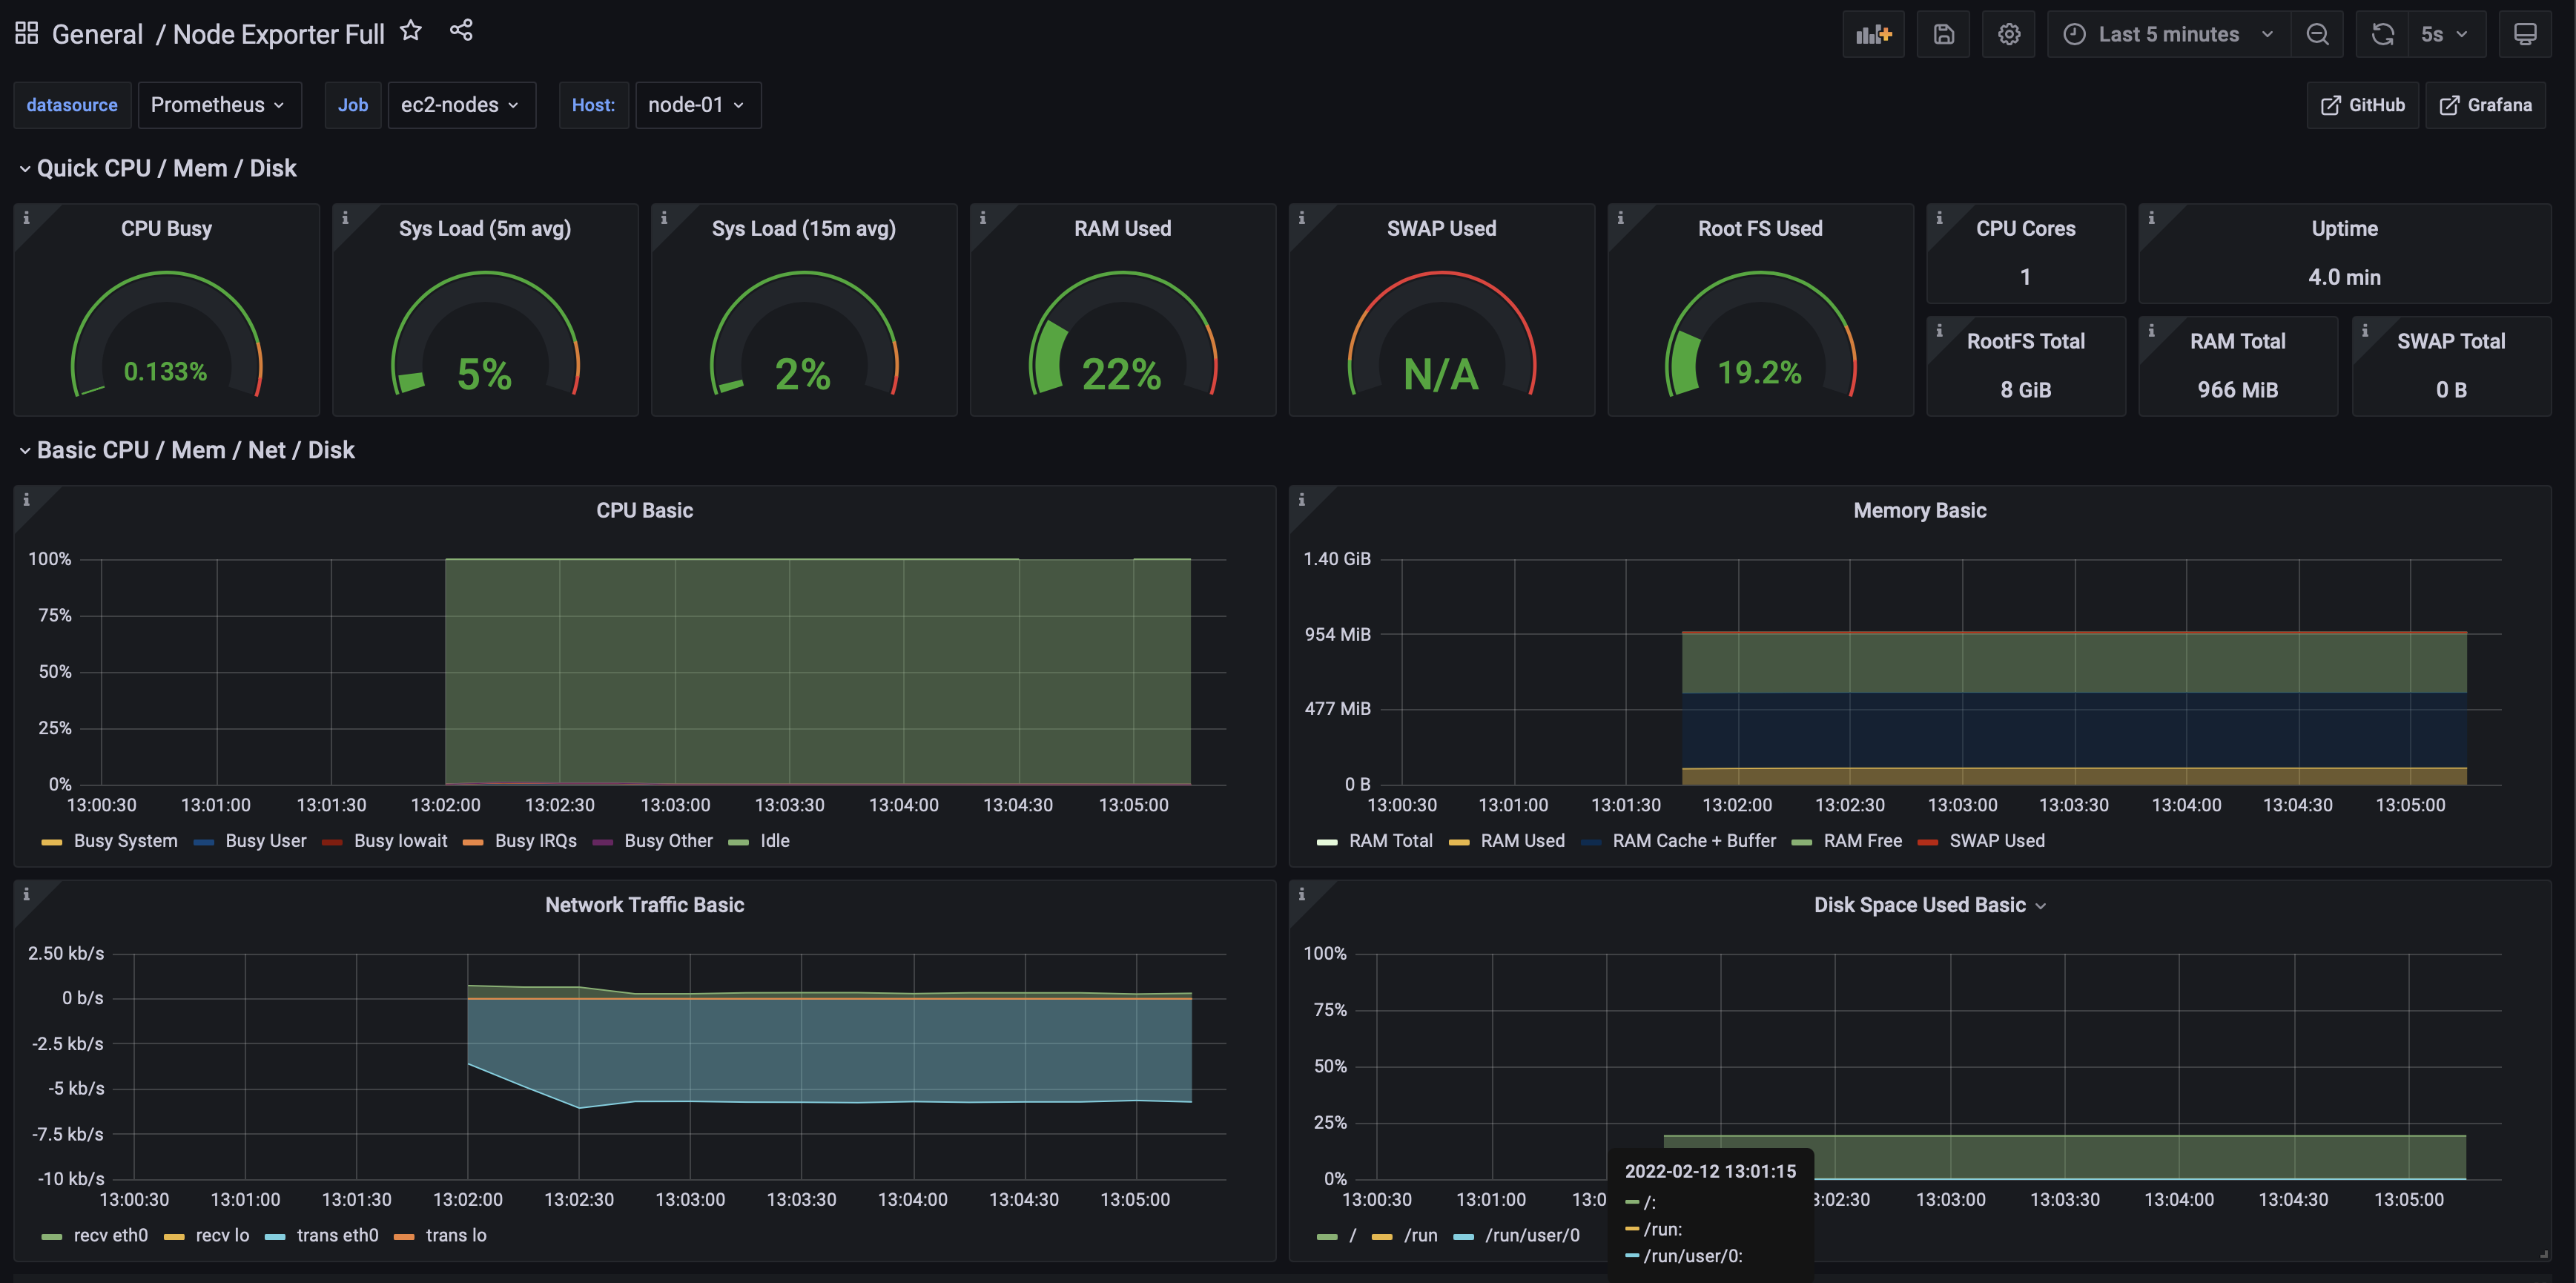 General / Node Exporter Full
Last 5 minutes
5s
datasource Prometheus Job ec2-nodes Host: node-01
GitHub Grafana
Quick CPU / Mem / Disk
CPU Busy
0.133%
Sys Load (5m avg)
5%
Sys Load (15m avg)
2%
RAM Used
22%
SWAP Used
N/A
Root FS Used
19.2%
CPU Cores
1
Uptime
4.0 min
RootFS Total
8 GiB
RAM Total
966 MiB
SWAP Total
0 B
Basic CPU / Mem / Net / Disk
CPU Basic
100%
75%
50%
25%
0%
13:00:30 13:01:00 13:01:30 13:02:00 13:02:30 13:03:00 13:03:30 13:04:00 13:04:30 13:05:00
Busy System Busy User Busy Iowait Busy IRQs Busy Other Idle
Memory Basic
1.40 GiB
954 MiB
477 MiB
0 B
13:00:30 13:01:00 13:01:30 13:02:00 13:02:30 13:03:00 13:03:30 13:04:00 13:04:30 13:05:00
RAM Total RAM Used RAM Cache + Buffer RAM Free SWAP Used
Network Traffic Basic
2.50 kb/s
0 b/s
-2.5 kb/s
-5 kb/s
-7.5 kb/s
-10 kb/s
13:00:30 13:01:00 13:01:30 13:02:00 13:02:30 13:03:00 13:03:30 13:04:00 13:04:30 13:05:00
recv eth0 recv lo trans eth0 trans lo
Disk Space Used Basic
100%
75%
50%
25%
0%
13:00:30 13:01:00 13:0 3:02:30 13:03:00 13:03:30 13:04:00 13:04:30 13:05:00
/ /run /run/user/0
2022-02-12 13:01:15
/:
/run:
/run/user/0: